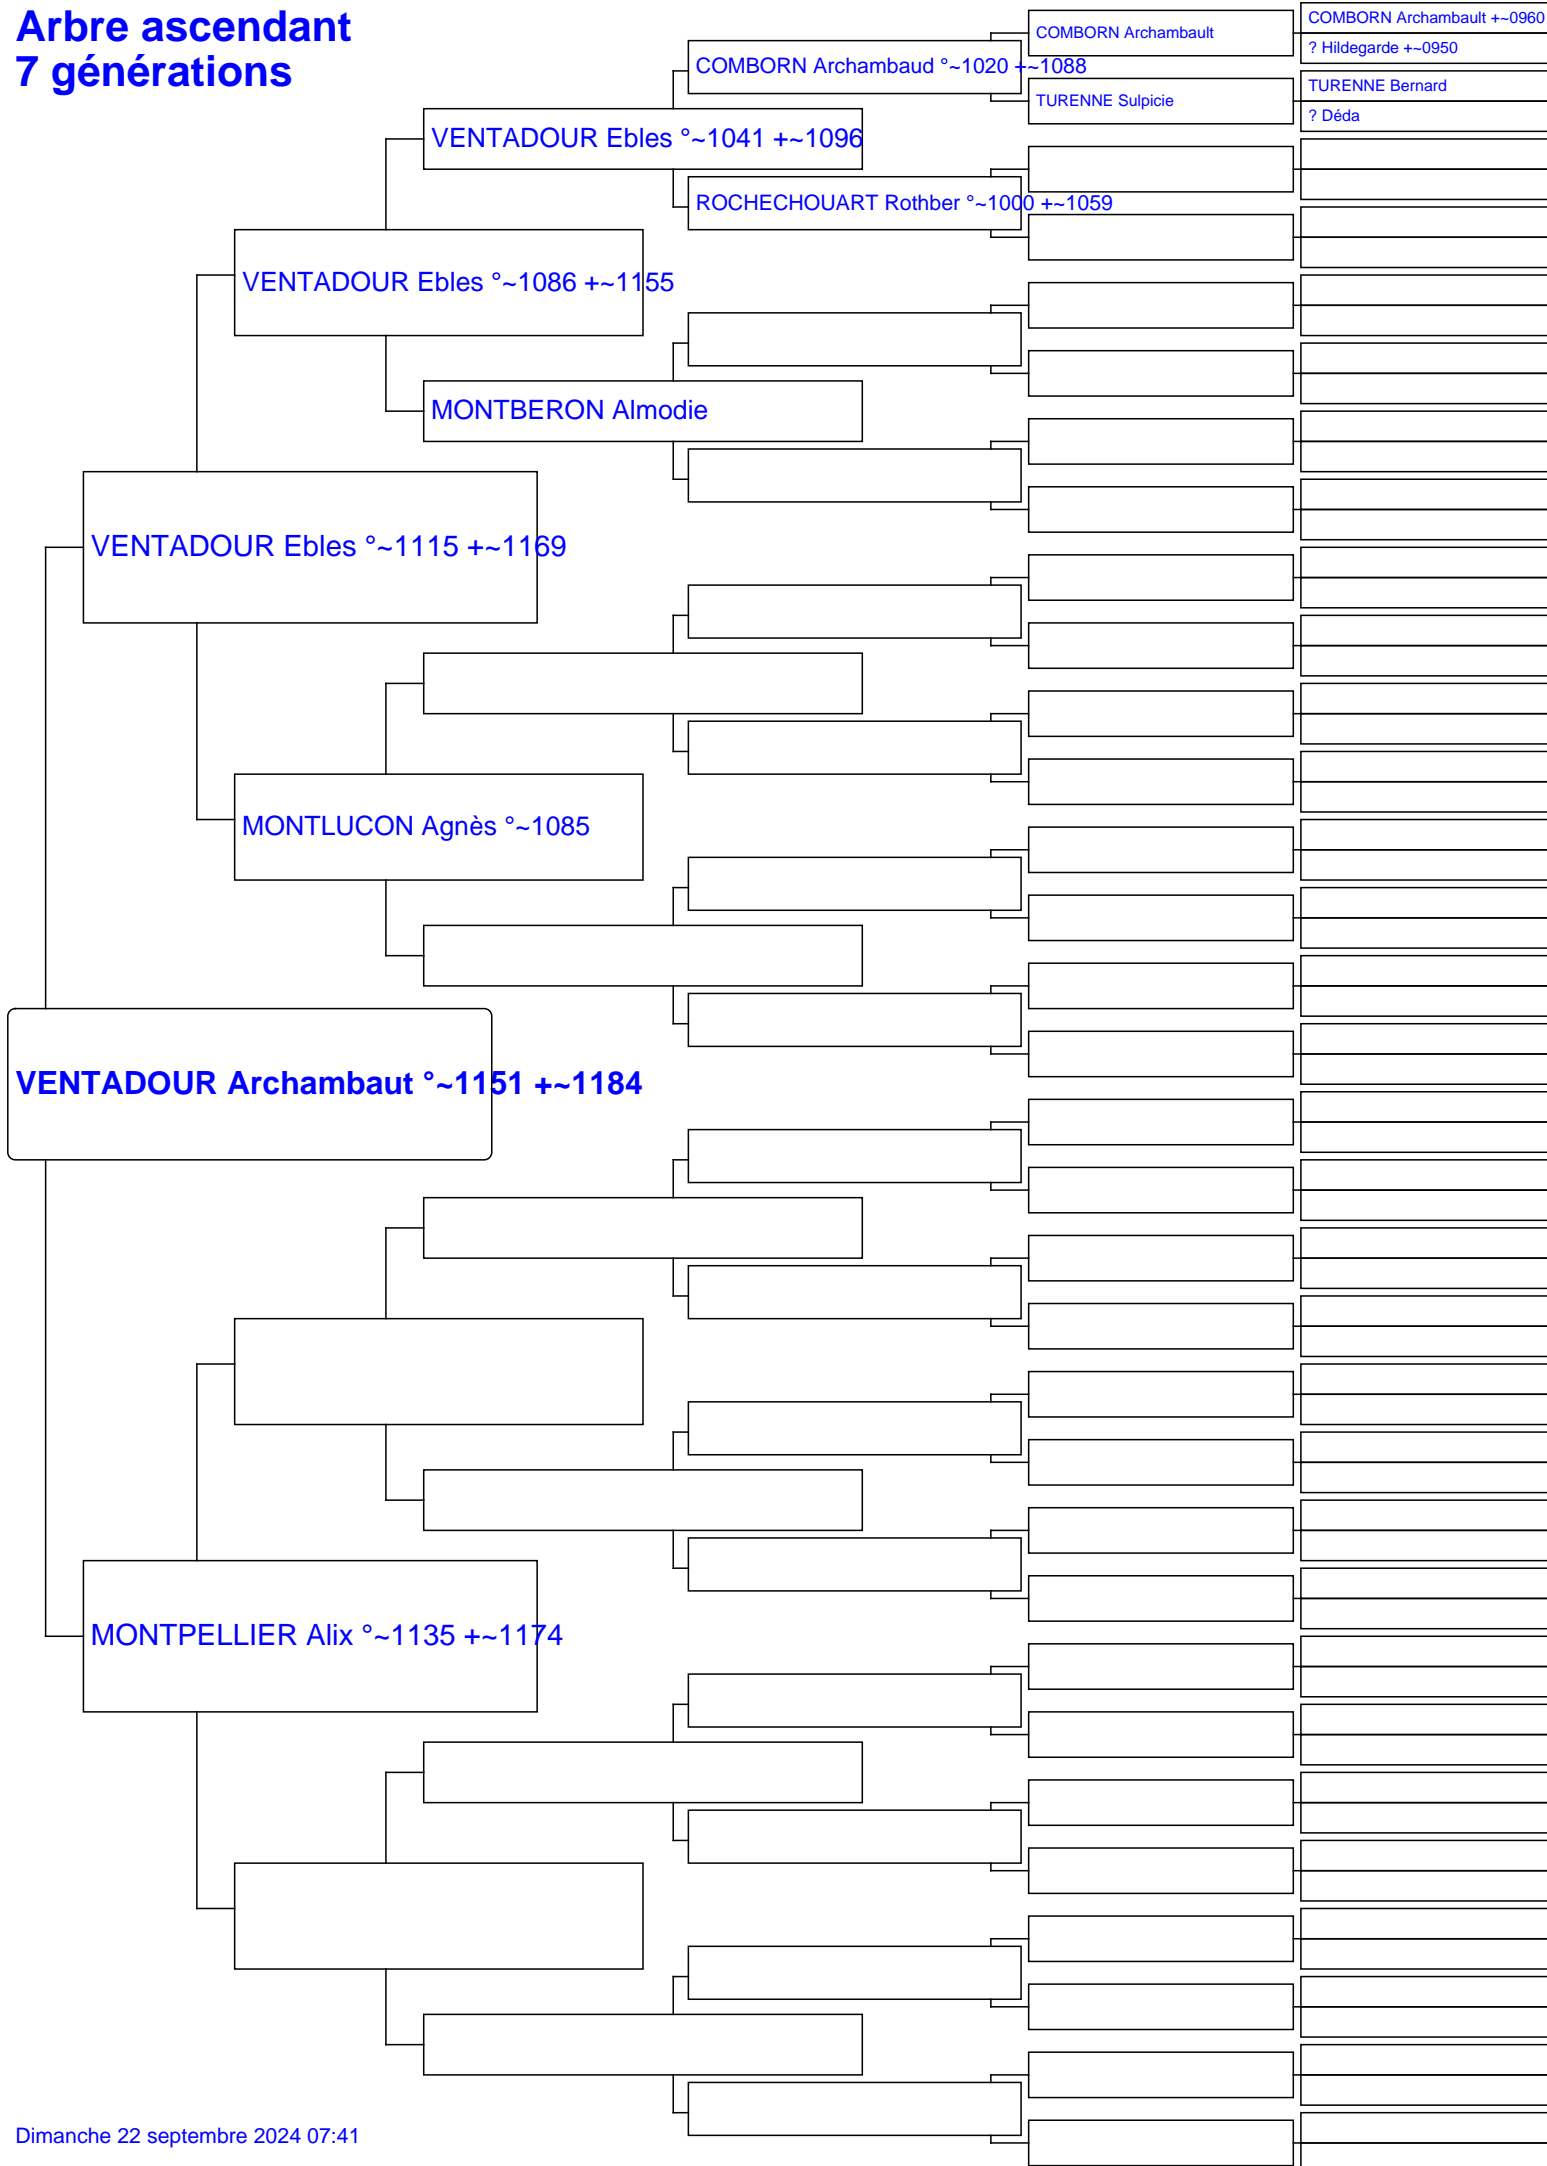 Arbre ascendant
7 générations
COMBORN Archambault +~0960
COMBORN Archambault
? Hildegarde +~0950
COMBORN Archambaud °~1020 +~1088
TURENNE Bernard
TURENNE Sulpicie
? Déda
VENTADOUR Ebles °~1041 +~1096
ROCHECHOUART Rothber °~1000 +~1059
VENTADOUR Ebles °~1086 +~1155
MONTBERON Almodie
VENTADOUR Ebles °~1115 +~1169
MONTLUCON Agnès °~1085
VENTADOUR Archambaut °~1151 +~1184
MONTPELLIER Alix °~1135 +~1174
Dimanche 22 septembre 2024 07:41